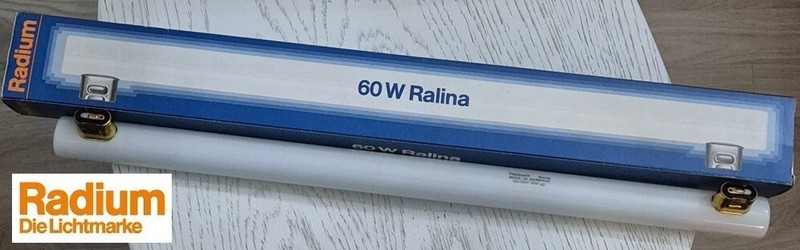 Radium
60 W Ralina
60 W Ralina
Radium
Die Lichtmarke